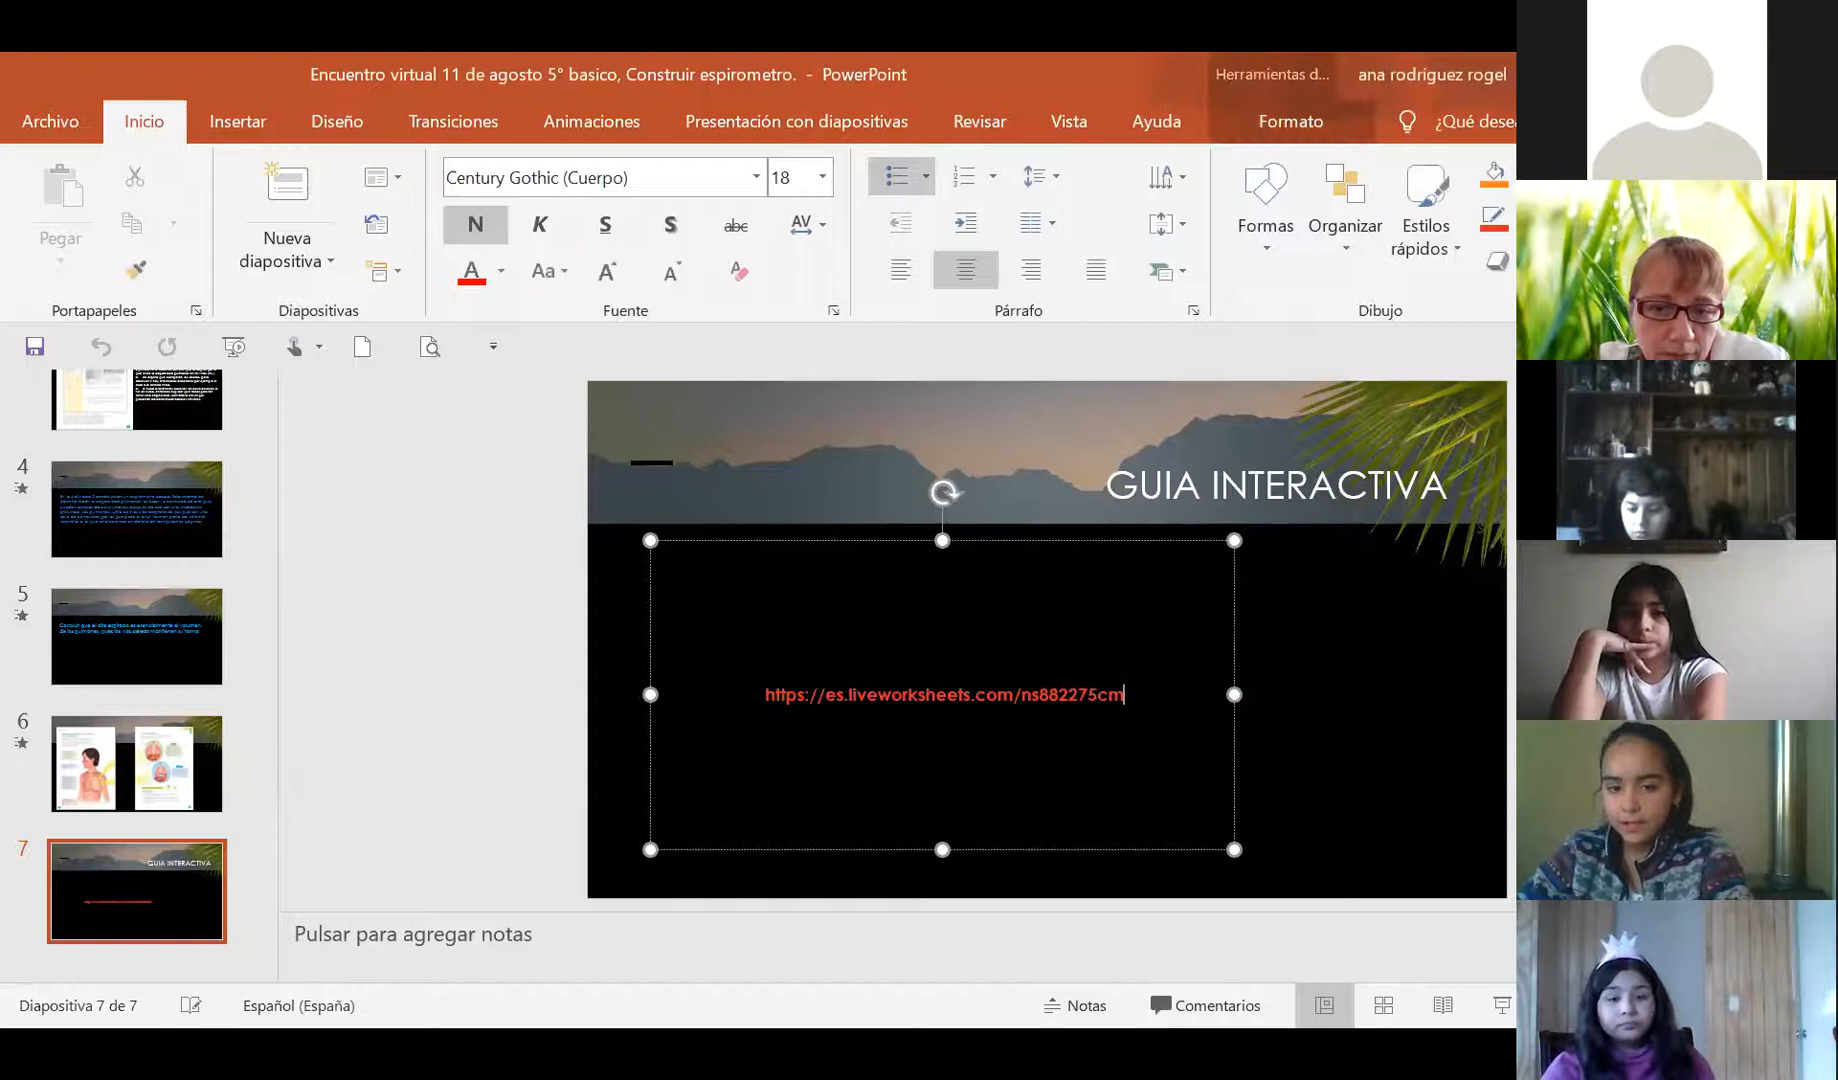 Encuentro virtual 11 de agosto 5° basico, Construir espirometro. - PowerPoint
Herramientas d...
ana rodriguez rogel
Archivo
Inicio
Insertar
Diseño
Transiciones
Animaciones
Presentación con diapositivas
Revisar
Vista
Ayuda
Formato
¿Qué dese
Pegar
Nueva
diapositiva
Portapapeles
Diapositivas
Century Gothic (Cuerpo)
18
N K S S abc AV
A Aa A A
Fuente
Párrafo
Formas
Organizar
Estilos
rápidos
Dibujo
4
5
6
7
GUIA INTERACTIVA
GUIA INTERACTIVA
https://es.liveworksheets.com/ns882275cm
Pulsar para agregar notas
Diapositiva 7 de 7
Español (España)
Notas
Comentarios